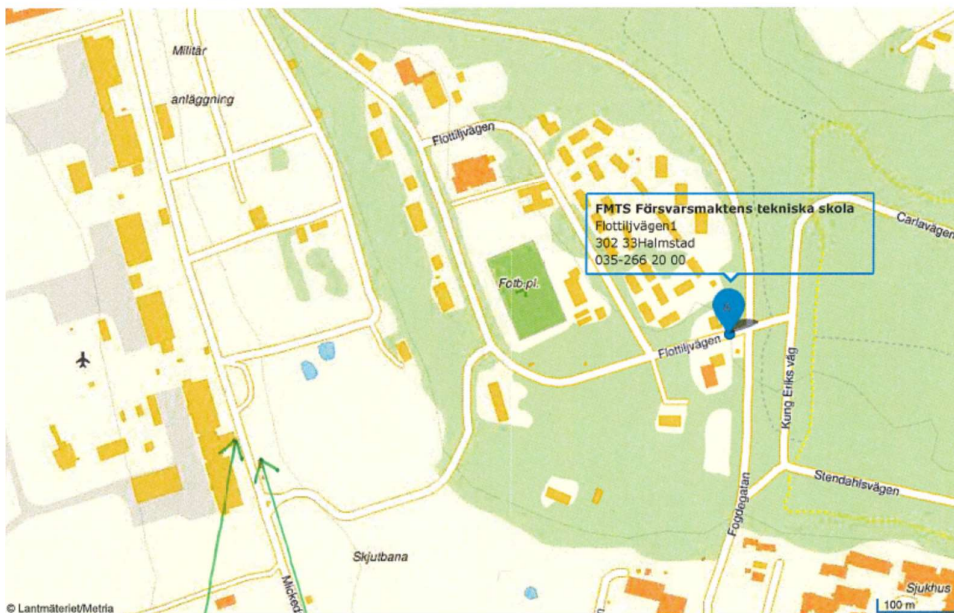 Militär
anläggning
Flottiljvägen
FMTS Försvarsmaktens tekniska skola
Flottiljvägen1
302 33Halmstad
035-266 20 00
Carlavägen
Fotb.pl.
Flottiljvägen
Kung Eriks väg
Stendahlsvägen
Fogdegatan
Skjutbana
Micked
Sjukhus
n
100 m
© Lantmäteriet/Metria